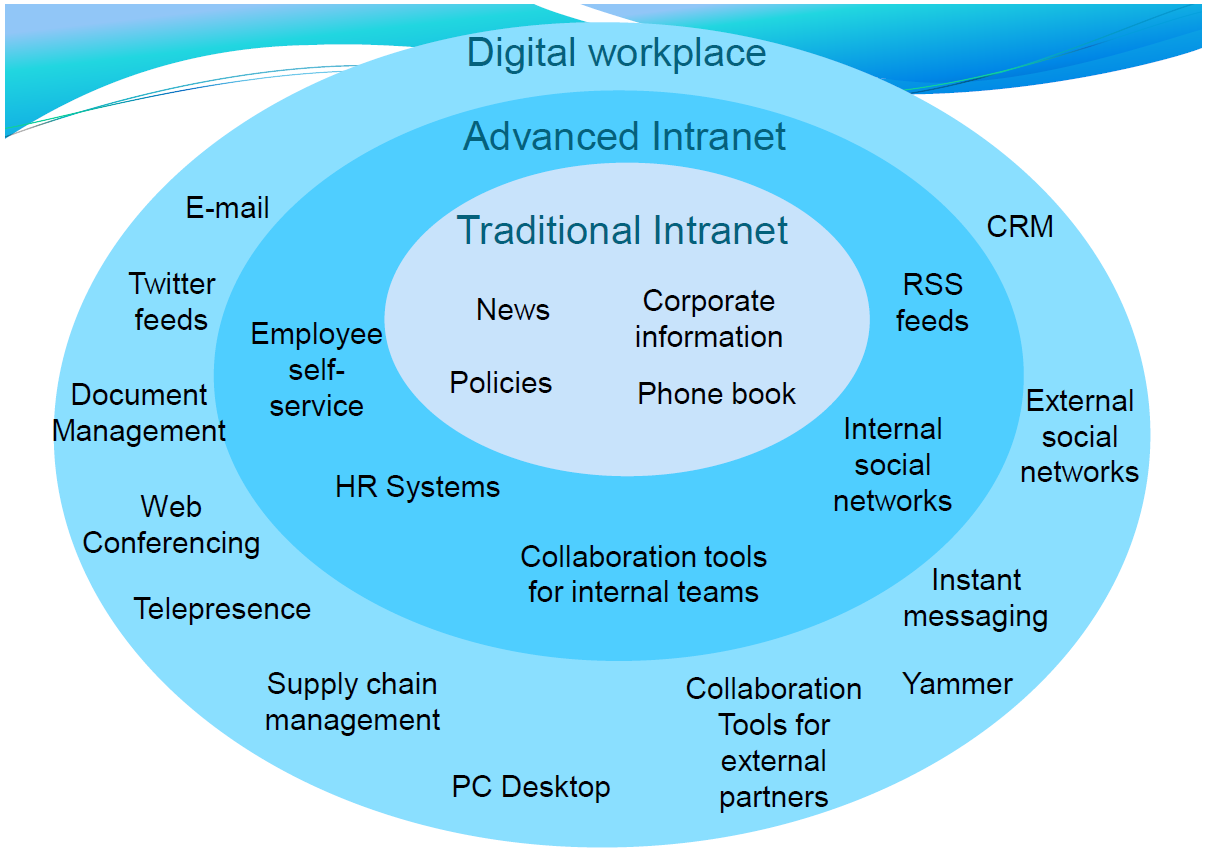 Digital workplace
Advanced Intranet
Traditional Intranet
News
Corporate
information
Policies
Phone book
Employee
self-
service
HR Systems
Collaboration tools
for internal teams
Internal
social
networks
RSS
feeds
E-mail
Twitter
feeds
Document
Management
Web
Conferencing
Telepresence
Supply chain
management
PC Desktop
Collaboration
Tools for
external
partners
Yammer
Instant
messaging
External
social
networks
CRM